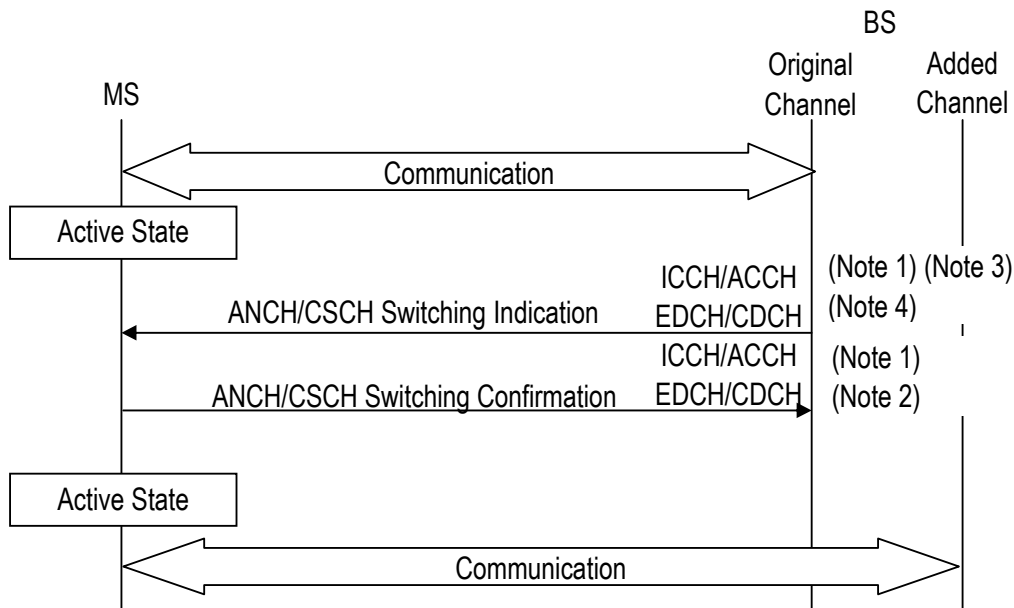 BS
MS
Original
Channel
Added
Channel
Communication
Active State
ICCH/ACCH
(Note 1) (Note 3)
ANCH/CSCH Switching Indication
EDCH/CDCH
(Note 4)
ICCH/ACCH
(Note 1)
ANCH/CSCH Switching Confirmation
EDCH/CDCH
(Note 2)
Active State
Communication